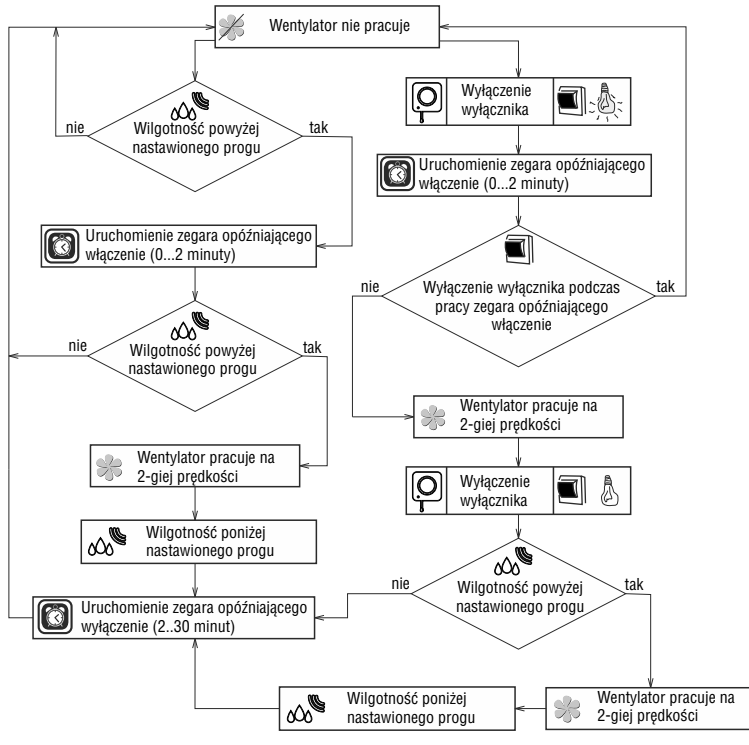 Wentylator nie pracuje
Wilgotność powyżej
nastawionego progu
nie
tak
Wyłączenie
wyłącznika
Uruchomienie zegara opóźniającego
włączenie (0...2 minuty)
Uruchomienie zegara opóźniającego
włączenie (0...2 minuty)
Wyłączenie wyłącznika podczas
pracy zegara opóźniającego
włączenie
nie
tak
Wilgotność powyżej
nastawionego progu
nie
tak
Wentylator pracuje na
2-giej prędkości
Wentylator pracuje na
2-giej prędkości
Wyłączenie
wyłącznika
Wilgotność poniżej
nastawionego progu
Wilgotność powyżej
nastawionego progu
nie
tak
Uruchomienie zegara opóźniającego
wyłączenie (2..30 minut)
Wilgotność poniżej
nastawionego progu
Wentylator pracuje na
2-giej prędkości